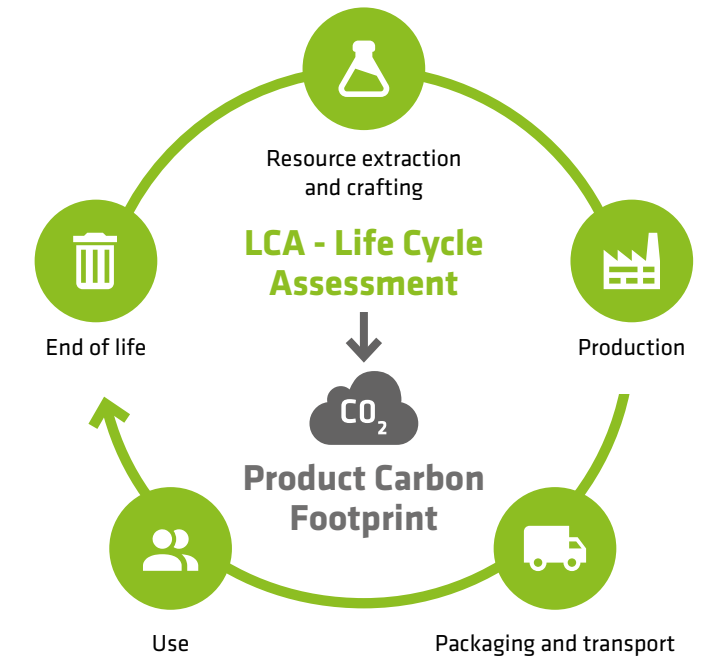 Resource extraction
and crafting
LCA - Life Cycle
Assessment
End of life
Production
CO₂
Product Carbon
Footprint
Use
Packaging and transport